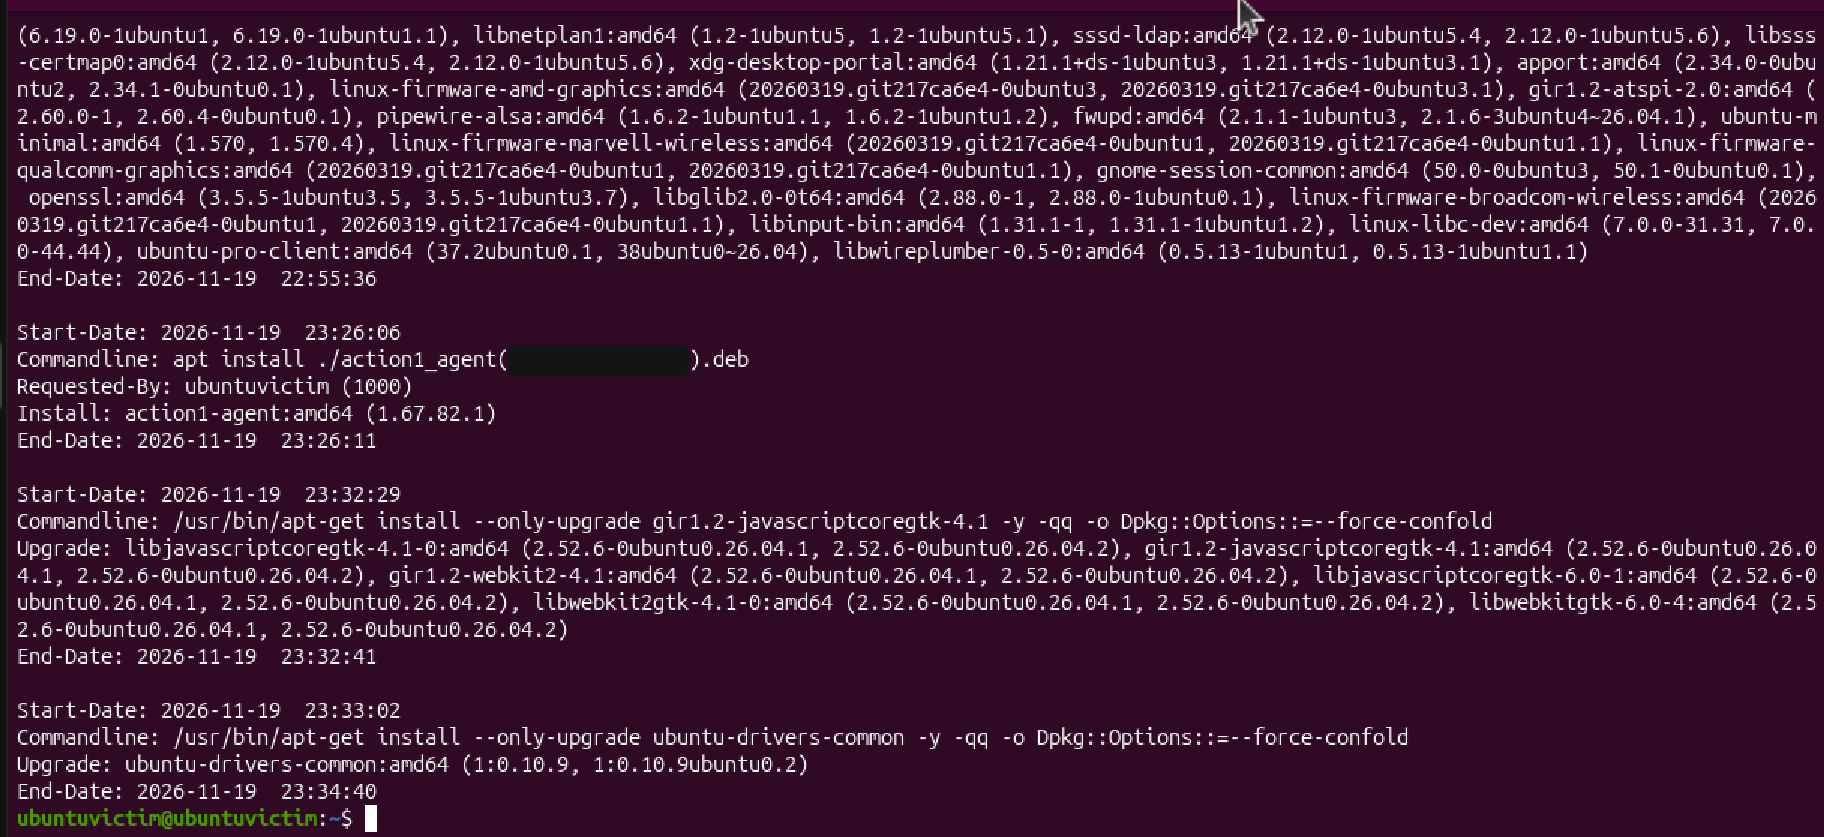 (6.19.0-1ubuntu1, 6.19.0-1ubuntu1.1), libnetplan1:amd64 (1.2-1ubuntu5, 1.2-1ubuntu5.1), sssd-ldap:amd64 (2.12.0-1ubuntu5.4, 2.12.0-1ubuntu5.6), libsss
-certmap0:amd64 (2.12.0-1ubuntu5.4, 2.12.0-1ubuntu5.6), xdg-desktop-portal:amd64 (1.21.1+ds-1ubuntu3, 1.21.1+ds-1ubuntu3.1), apport:amd64 (2.34.0-0ubu
ntu2, 2.34.1-0ubuntu0.1), linux-firmware-amd-graphics:amd64 (20260319.git217ca6e4-0ubuntu3, 20260319.git217ca6e4-0ubuntu3.1), gir1.2-atspi-2.0:amd64 (
2.60.0-1, 2.60.4-0ubuntu0.1), pipewire-alsa:amd64 (1.6.2-1ubuntu1.1, 1.6.2-1ubuntu1.2), fwupd:amd64 (2.1.1-1ubuntu3, 2.1.6-3ubuntu4~26.04.1), ubuntu-m
inimal:amd64 (1.570, 1.570.4), linux-firmware-marvell-wireless:amd64 (20260319.git217ca6e4-0ubuntu1, 20260319.git217ca6e4-0ubuntu1.1), linux-firmware-
qualcomm-graphics:amd64 (20260319.git217ca6e4-0ubuntu1, 20260319.git217ca6e4-0ubuntu1.1), gnome-session-common:amd64 (50.0-0ubuntu3, 50.1-0ubuntu0.1),
 openssl:amd64 (3.5.5-1ubuntu3.5, 3.5.5-1ubuntu3.7), libglib2.0-0t64:amd64 (2.88.0-1, 2.88.0-1ubuntu0.1), linux-firmware-broadcom-wireless:amd64 (2026
0319.git217ca6e4-0ubuntu1, 20260319.git217ca6e4-0ubuntu1.1), libinput-bin:amd64 (1.31.1-1, 1.31.1-1ubuntu1.2), linux-libc-dev:amd64 (7.0.0-31.31, 7.0.
0-44.44), ubuntu-pro-client:amd64 (37.2ubuntu0.1, 38ubuntu0~26.04), libwireplumber-0.5-0:amd64 (0.5.13-1ubuntu1, 0.5.13-1ubuntu1.1)
End-Date: 2026-11-19  22:55:36

Start-Date: 2026-11-19  23:26:06
Commandline: apt install ./action1_agent( ).deb
Requested-By: ubuntuvictim (1000)
Install: action1-agent:amd64 (1.67.82.1)
End-Date: 2026-11-19  23:26:11

Start-Date: 2026-11-19  23:32:29
Commandline: /usr/bin/apt-get install --only-upgrade gir1.2-javascriptcoregtk-4.1 -y -qq -o Dpkg::Options::=--force-confold
Upgrade: libjavascriptcoregtk-4.1-0:amd64 (2.52.6-0ubuntu0.26.04.1, 2.52.6-0ubuntu0.26.04.2), gir1.2-javascriptcoregtk-4.1:amd64 (2.52.6-0ubuntu0.26.0
4.1, 2.52.6-0ubuntu0.26.04.2), gir1.2-webkit2-4.1:amd64 (2.52.6-0ubuntu0.26.04.1, 2.52.6-0ubuntu0.26.04.2), libjavascriptcoregtk-6.0-1:amd64 (2.52.6-0
ubuntu0.26.04.1, 2.52.6-0ubuntu0.26.04.2), libwebkit2gtk-4.1-0:amd64 (2.52.6-0ubuntu0.26.04.1, 2.52.6-0ubuntu0.26.04.2), libwebkitgtk-6.0-4:amd64 (2.5
2.6-0ubuntu0.26.04.1, 2.52.6-0ubuntu0.26.04.2)
End-Date: 2026-11-19  23:32:41

Start-Date: 2026-11-19  23:33:02
Commandline: /usr/bin/apt-get install --only-upgrade ubuntu-drivers-common -y -qq -o Dpkg::Options::=--force-confold
Upgrade: ubuntu-drivers-common:amd64 (1:0.10.9, 1:0.10.9ubuntu0.2)
End-Date: 2026-11-19  23:34:40
ubuntuvictim@ubuntuvictim:~$